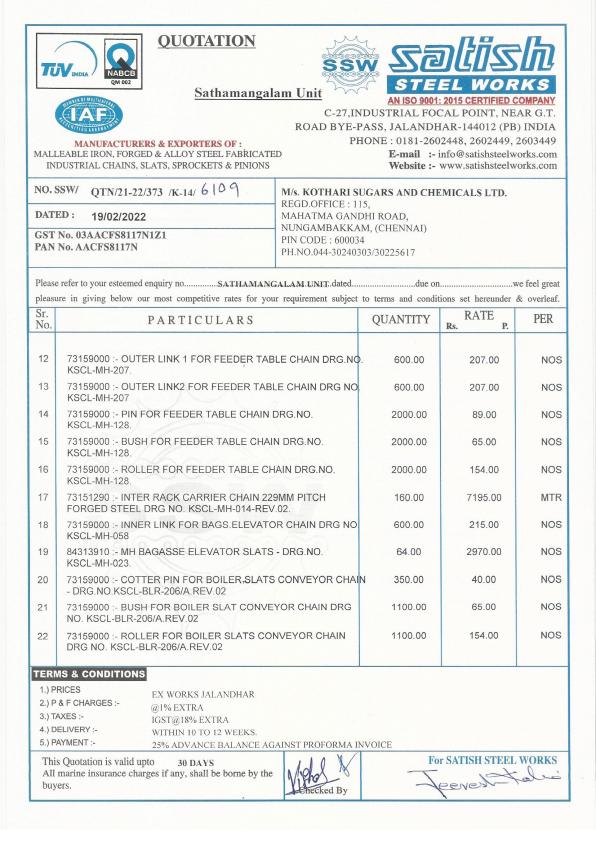 QUOTATION
TÜV INDIA
Q
NABCB
QM 002
SSW
satish
STEEL WORKS
Sathamangalam Unit
AN ISO 9001: 2015 CERTIFIED COMPANY
IAF
C-27,INDUSTRIAL FOCAL POINT, NEAR G.T.
ROAD BYE-PASS, JALANDHAR-144012 (PB) INDIA
PHONE : 0181-2602448, 2602449, 2603449
E-mail :- info@satishsteelworks.com
Website :- www.satishsteelworks.com
MANUFACTURERS & EXPORTERS OF :
MALLEABLE IRON, FORGED & ALLOY STEEL FABRICATED
INDUSTRIAL CHAINS, SLATS, SPROCKETS & PINIONS
NO. SSW/ QTN/21-22/373 /K-14/ 6109
DATED : 19/02/2022
GST No. 03AACFS8117N1Z1
PAN No. AACFS8117N
M/s. KOTHARI SUGARS AND CHEMICALS LTD.
REGD.OFFICE : 115,
MAHATMA GANDHI ROAD,
NUNGAMBAKKAM, (CHENNAI)
PIN CODE : 600034
PH.NO.044-30240303/30225617
Please refer to your esteemed enquiry no...............SATHAMANGALAM UNIT.dated............................due on................................we feel great
pleasure in giving below our most competitive rates for your requirement subject to terms and conditions set hereunder & overleaf.
Sr. No. PARTICULARS QUANTITY RATE Rs. P. PER
12 73159000 :- OUTER LINK 1 FOR FEEDER TABLE CHAIN DRG.NO. 600.00 207.00 NOS
KSCL-MH-207.
13 73159000 :- OUTER LINK2 FOR FEEDER TABLE CHAIN DRG NO 600.00 207.00 NOS
KSCL-MH-207
14 73159000 :- PIN FOR FEEDER TABLE CHAIN DRG.NO. 2000.00 89.00 NOS
KSCL-MH-128.
15 73159000 :- BUSH FOR FEEDER TABLE CHAIN DRG.NO. 2000.00 65.00 NOS
KSCL-MH-128.
16 73159000 :- ROLLER FOR FEEDER TABLE CHAIN DRG.NO. 2000.00 154.00 NOS
KSCL-MH-128.
17 73151290 :- INTER RACK CARRIER CHAIN 229MM PITCH 160.00 7195.00 MTR
FORGED STEEL DRG NO. KSCL-MH-014-REV.02.
18 73159000 :- INNER LINK FOR BAGS.ELEVATOR CHAIN DRG NO 600.00 215.00 NOS
KSCL-MH-058
19 84313910 :- MH BAGASSE ELEVATOR SLATS - DRG.NO. 64.00 2970.00 NOS
KSCL-MH-023.
20 73159000 :- COTTER PIN FOR BOILER SLATS CONVEYOR CHAIN 350.00 40.00 NOS
- DRG.NO.KSCL-BLR-206/A.REV.02
21 73159000 :- BUSH FOR BOILER SLAT CONVEYOR CHAIN DRG 1100.00 65.00 NOS
NO. KSCL-BLR-206/A.REV.02
22 73159000 :- ROLLER FOR BOILER SLATS CONVEYOR CHAIN 1100.00 154.00 NOS
DRG NO. KSCL-BLR-206/A.REV.02
TERMS & CONDITIONS
1.) PRICES EX WORKS JALANDHAR
2.) P & F CHARGES :- @1% EXTRA
3.) TAXES :- IGST@18% EXTRA
4.) DELIVERY :- WITHIN 10 TO 12 WEEKS.
5.) PAYMENT :- 25% ADVANCE BALANCE AGAINST PROFORMA INVOICE
This Quotation is valid upto 30 DAYS
All marine insurance charges if any, shall be borne by the
buyers.
Checked By
For SATISH STEEL WORKS